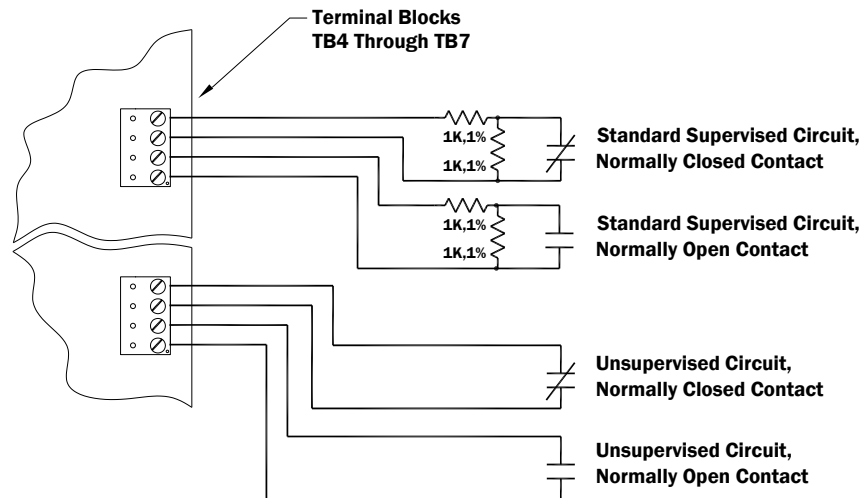 Terminal Blocks
TB4 Through TB7
1K,1%
1K,1%
Standard Supervised Circuit,
Normally Closed Contact
1K,1%
1K,1%
Standard Supervised Circuit,
Normally Open Contact
Unsupervised Circuit,
Normally Closed Contact
Unsupervised Circuit,
Normally Open Contact